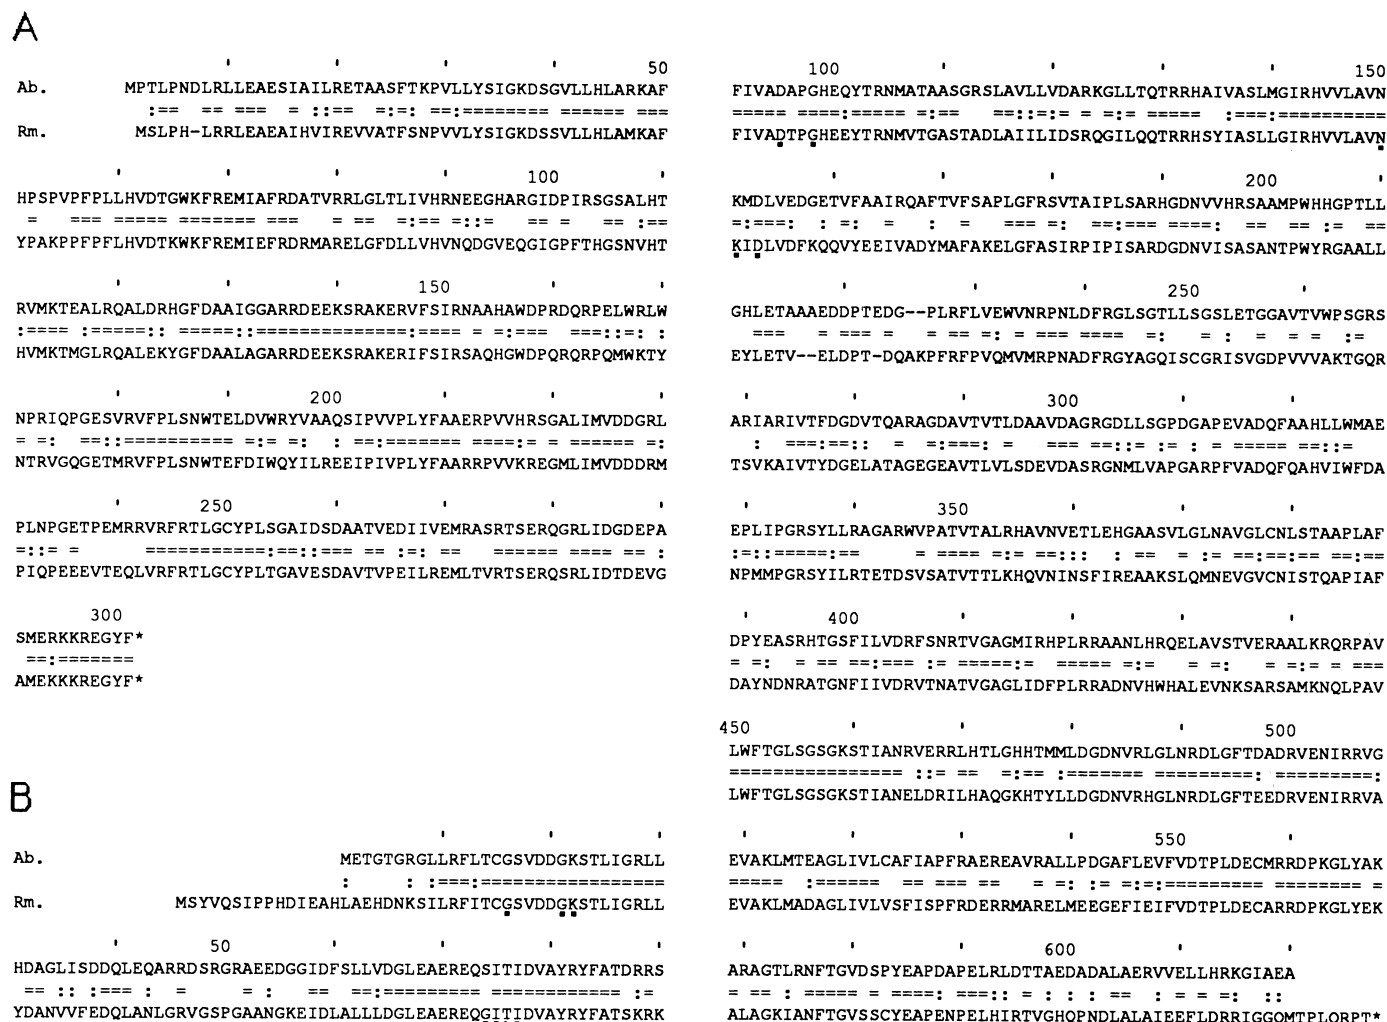 A
50
Ab. MPTLPNDLRLLEAESIAILRETAASFTKPVLLYSIGKDSGVLLHLARKAF
Rm. MSLPH-LRRLEAEAIHVIREVVATFSNPVVLYSIGKDSSVLLHLAMKAF
100
HPSPVPFPLLHVDTGWKFREMIAFRDATVRRLGLTLIVHRNEEGHARGIDPIRSGSALHT
YPAKPPFPFLHVDTKWKFREMIEFRDRMARELGFDLLVHVNQDGVEQGIGPFTHGSNVHT
150
RVMKTEALRQALDRHGFDAAIGGARRDEEKSRAKERVFSIRNAAHAWDPRDQRPELWRLW
HVMKTMGLRQALEKYGFDAALAGARRDEEKSRAKERIFSIRSAQHGWDPQRQRPQMWKTY
200
NPRIQPGESVRVFPLSNWTELDVWRYVAAQSIPVVPLYFAAERPVVHRSGALIMVDDGRL
NTRVGQGETMRVFPLSNWTEFDIWQYILREEIPIVPLYFAARRPVVKREGMLIMVDDDRM
250
PLNPGETPEMRRVRFRTLGCYPLSGAIDSDAATVEDIIVEMRASRTSERQGRLIDGDEPA
PIQPEEEVTEQLVRFRTLGCYPLTGAVESDAVTVPEILREMLTVRTSERQSRLIDTDEVG
300
SMERKKREGYF*
AMEKKKREGYF*
B
Ab. METGTGRGLLRFLTCGSVDDGKSTLIGRLL
Rm. MSYVQSIPPHDIEAHLAEHDNKSILRFITCGSVDDGKSTLIGRLL
50
HDAGLISDDQLEQARRDSRGRAEEDGGIDFSLLVDGLEAEREQSITIDVAYRYFATDRRS
YDANVVFEDQLANLGRVGSPGAANGKEIDLALLLDGLEAEREQGITIDVAYRYFATSKRK
100 150
FIVADAPGHEQYTRNMATAASGRSLAVLLVDARKGLLTQTRRHAIVASLMGIRHVVLAVN
FIVADTPGHEEYTRNMVTGASTADLAIILIDSRQGILQQTRRHSYIASLLGIRHVVLAVN
200
KMDLVEDGETVFAAIRQAFTVFSAPLGFRSVTAIPLSARHGDNVVHRSAAMPWHHGPTLL
KIDLVDFKQQVYEEIVADYMAFAKELGFASIRPIPISARDGDNVISASANTPWYRGAALL
250
GHLETAAAEDDPTEDG--PLRFLVEWVNRPNLDFRGLSGTLLSGSLETGGAVTVWPSGRS
EYLETV--ELDPT-DQAKPFRFPVQMVMRPNADFRGYAGQISCGRISVGDPVVVAKTGQR
300
ARIARIVTFDGDVTQARAGDAVTVTLDAAVDAGRGDLLSGPDGAPEVADQFAAHLLWMAE
TSVKAIVTYDGELATAGEGEAVTLVLSDEVDASRGNMLVAPGARPFVADQFQAHVIWFDA
350
EPLIPGRSYLLRAGARWVPATVTALRHAVNVETLEHGAASVLGLNAVGLCNLSTAAPLAF
NPMMPGRSYILRTETDSVSATVTTLKHQVNINSFIREAAKSLQMNEVGVCNISTQAPIAF
400
DPYEASRHTGSFILVDRFSNRTVGAGMIRHPLRRAANLHRQELAVSTVERAALKRQRPAV
DAYNDNRATGNFIIVDRVTNATVGAGLIDFPLRRADNVHWHALEVNKSARSAMKNQLPAV
450 500
LWFTGLSGSGKSTIANRVERRLHTLGHHTMMLDGDNVRLGLNRDLGFTDADRVENIRRVG
LWFTGLSGSGKSTIANELDRILHAQGKHTYLLDGDNVRHGLNRDLGFTEEDRVENIRRVA
550
EVAKLMTEAGLIVLCAFIAPFRAEREAVRALLPDGAFLEVFVDTPLDECMRRDPKGLYAK
EVAKLMADAGLIVLVSFISPFRDERRMARELMEEGEFIEIFVDTPLDECARRDPKGLYEK
600
ARAGTLRNFTGVDSPYEAPDAPELRLDTTAEDADALAERVVELLHRKGIAEA
ALAGKIANFTGVSSCYEAPENPELHIRTVGHQPNDLALAIEEFLDRRIGGQMTPLQRPT*